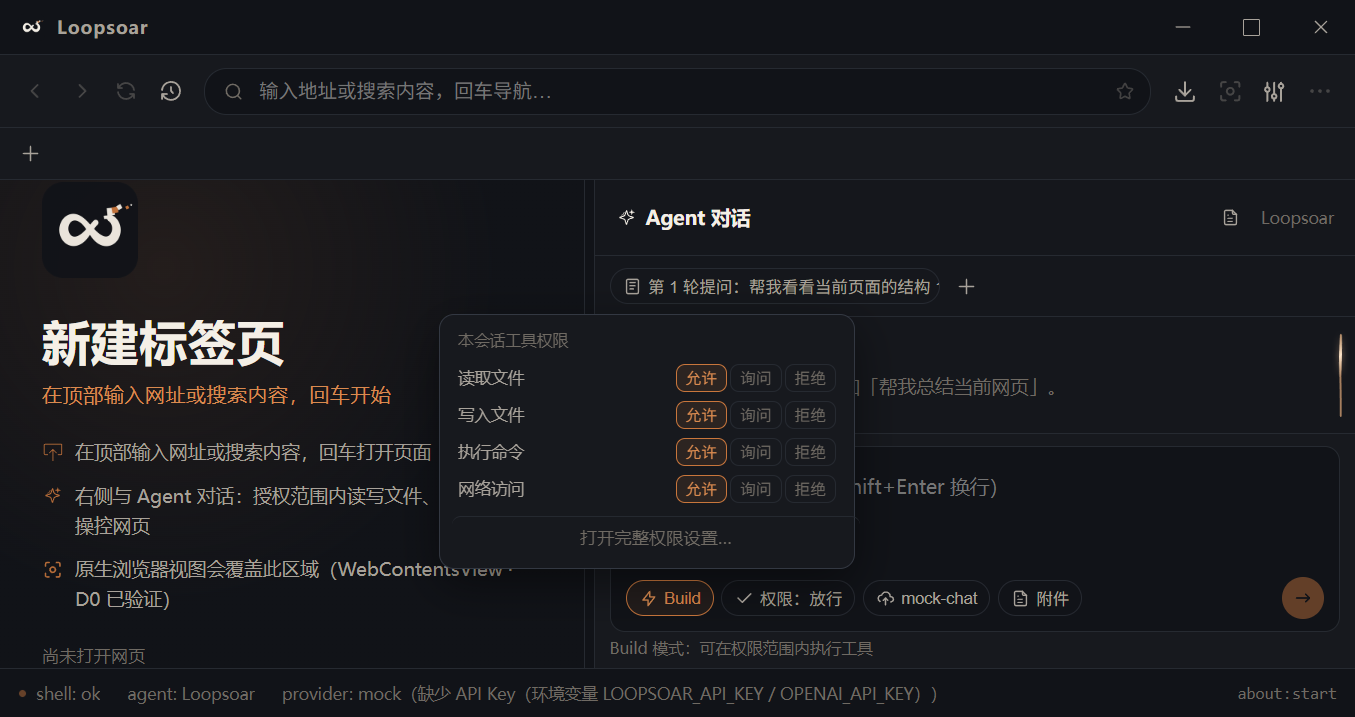 Loopsoar
输入地址或搜索内容，回车导航…
新建标签页
在顶部输入网址或搜索内容，回车开始
在顶部输入网址或搜索内容，回车打开页面
右侧与 Agent 对话：授权范围内读写文件、
操控网页
原生浏览器视图会覆盖此区域（WebContentsView ·
D0 已验证)
尚未打开网页
Agent 对话
Loopsoar
第 1 轮提问：帮我看看当前页面的结构
「帮我总结当前网页」。
本会话工具权限
读取文件 允许 询问 拒绝
写入文件 允许 询问 拒绝
执行命令 允许 询问 拒绝
网络访问 允许 询问 拒绝
打开完整权限设置...
hift+Enter 换行)
Build 权限：放行 mock-chat 附件
Build 模式：可在权限范围内执行工具
shell: ok agent: Loopsoar provider: mock（缺少 API Key（环境变量 LOOPSOAR_API_KEY / OPENAI_API_KEY）) about:start